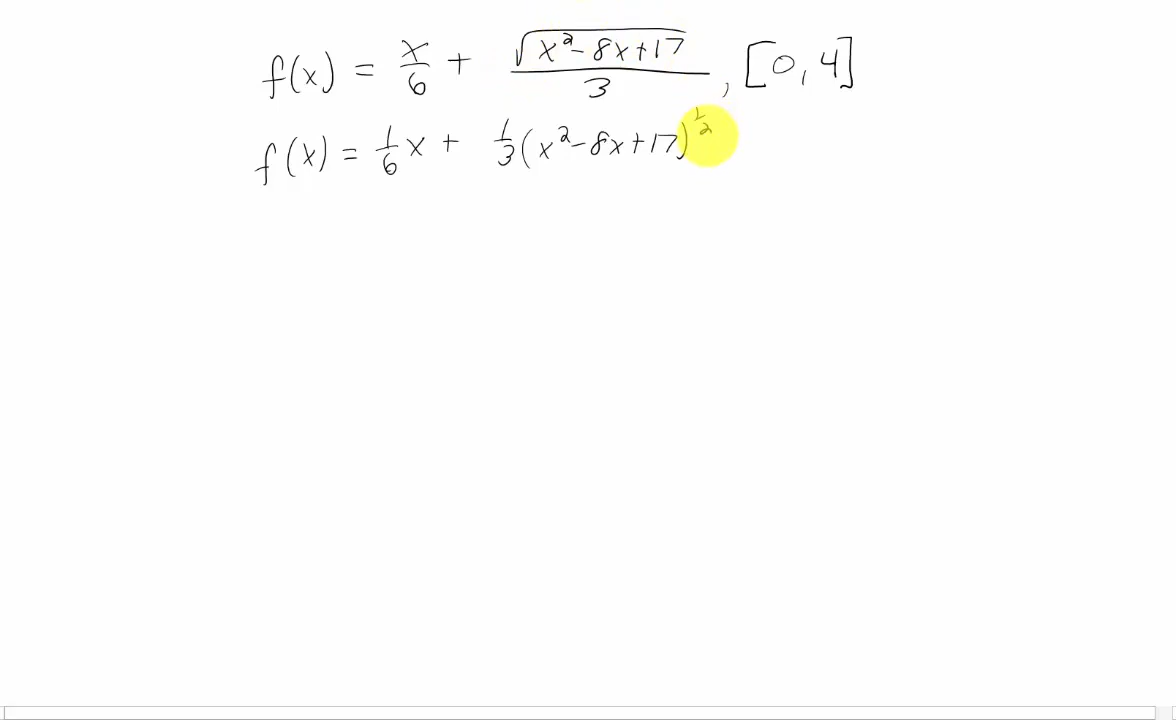 f(x) = x/6 + √(x² - 8x + 17)/3, [0, 4]
f(x) = 1/6 x + 1/3 (x² - 8x + 17)^(1/2)